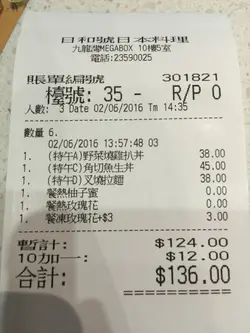 日和號日本料理
九龍灣MEGABOX 10樓5室
電話:23590025
賬單編號 301821
檯號: 35 - R/P 0
人數: 3 Date 02/06/2016 Tm 14:35
數量 6.
02/06/2016 13:57:48 03
1. (特午A)野菜燒雞扒丼 38.00
1. (特午C)角切魚生丼 45.00
1. (特午D)叉燒拉麵 38.00
1. 餐熱柚子蜜 0.00
1. 餐熱玫瑰花 0.00
1. 餐凍玫瑰花+$3 3.00
暫計: $124.00
10加一: $12.00
合計: $136.00